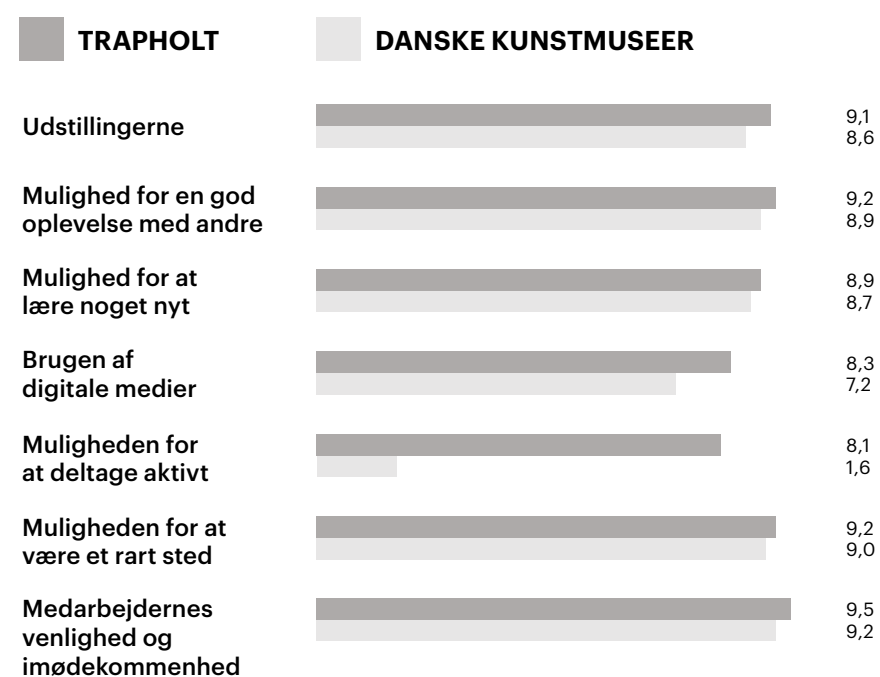 TRAPHOLT
DANSKE KUNSTMUSEER
Udstillingerne
9,1
8,6
Mulighed for en god
oplevelse med andre
9,2
8,9
Mulighed for at
lære noget nyt
8,9
8,7
Brugen af
digitale medier
8,3
7,2
Muligheden for
at deltage aktivt
8,1
1,6
Muligheden for at
være et rart sted
9,2
9,0
Medarbejdernes
venlighed og
imødekommenhed
9,5
9,2